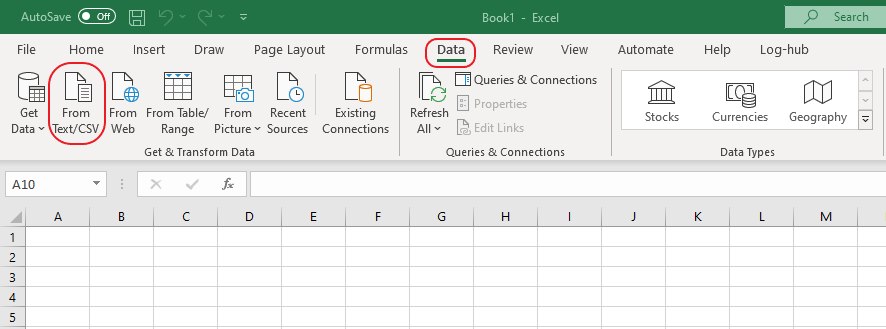 AutoSave Off Book1 - Excel Search
File Home Insert Draw Page Layout Formulas Data Review View Automate Help Log-hub
Get Data
From Text/CSV
From Web
From Table/ Range
From Picture
Recent Sources
Existing Connections
Get & Transform Data
Refresh All
Queries & Connections
Properties
Edit Links
Queries & Connections
Stocks
Currencies
Geography
Data Types
A10 fx
A B C D E F G H I J K L M
1
2
3
4
5